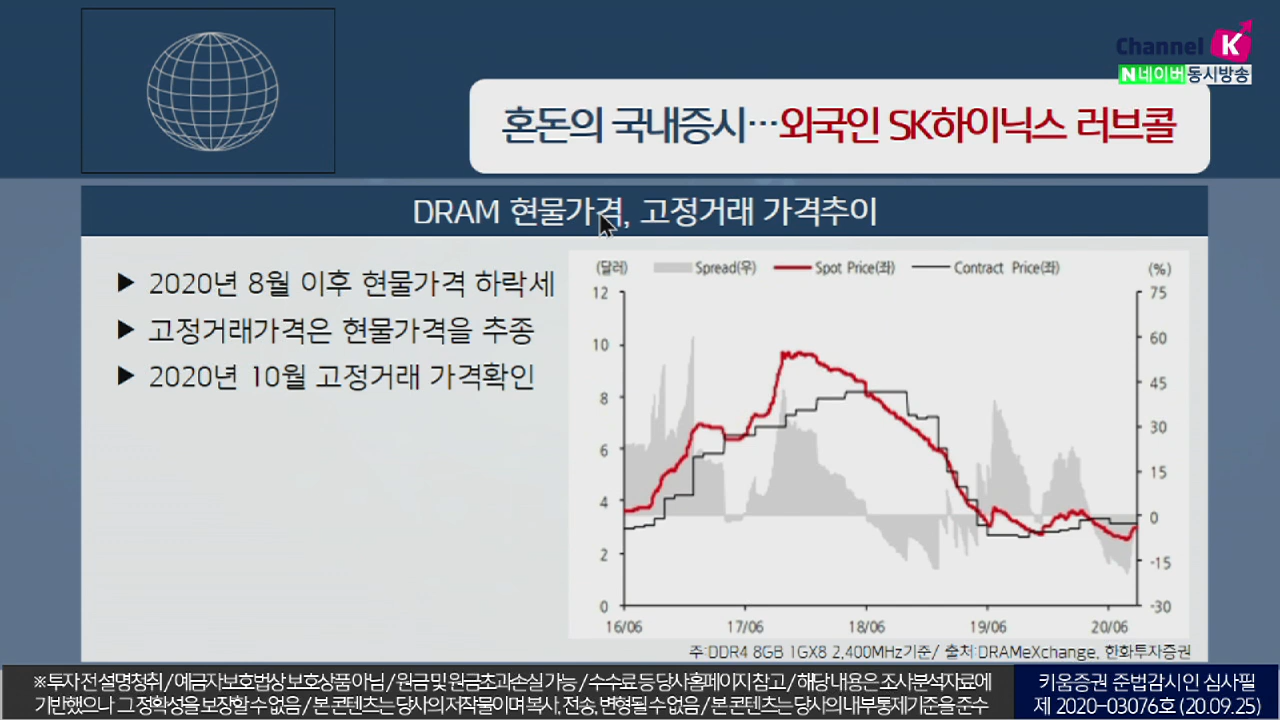 Channel K
N 네이버 동시방송
혼돈의 국내증시…외국인 SK하이닉스 러브콜
DRAM 현물가격, 고정거래 가격추이
▶ 2020년 8월 이후 현물가격 하락세
▶ 고정거래가격은 현물가격을 추종
▶ 2020년 10월 고정거래 가격확인
(달러) Spread(우) Spot Price(좌) Contract Price(좌) (%)
12 75
10 60
8 45
6 30
15
4 0
2 -15
0 -30
16/06 17/06 18/06 19/06 20/06
주:DDR4 8GB 1GX8 2,400MHz기준/ 출처:DRAMeXchange, 한화투자증권
※ 투자 전 설명청취 / 예금자보호법상 보호상품 아님 / 원금 및 원금초과손실 가능 / 수수료 등 당사홈페이지 참고 / 해당 내용은 조사분석자료에
기반했으나 그 정확성을 보장할 수 없음 / 본 콘텐츠는 당사의 저작물이며 복사, 전송, 변형될 수 없음 / 본 콘텐츠는 당사의 내부통제기준을 준수
키움증권 준법감시인 심사필
제 2020-03076호 (20.09.25)